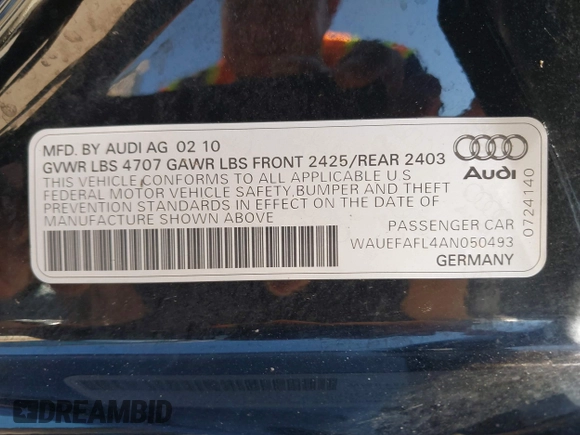 MFD. BY AUDI AG 02 10
GVWR LBS 4707 GAWR LBS FRONT 2425/REAR 2403
THIS VEHICLE CONFORMS TO ALL APPLICABLE U S
FEDERAL MOTOR VEHICLE SAFETY,BUMPER AND THEFT
PREVENTION STANDARDS IN EFFECT ON THE DATE OF
MANUFACTURE SHOWN ABOVE
Audi
0724140
PASSENGER CAR
WAUEFAFL4AN050493
GERMANY
DREAMBID